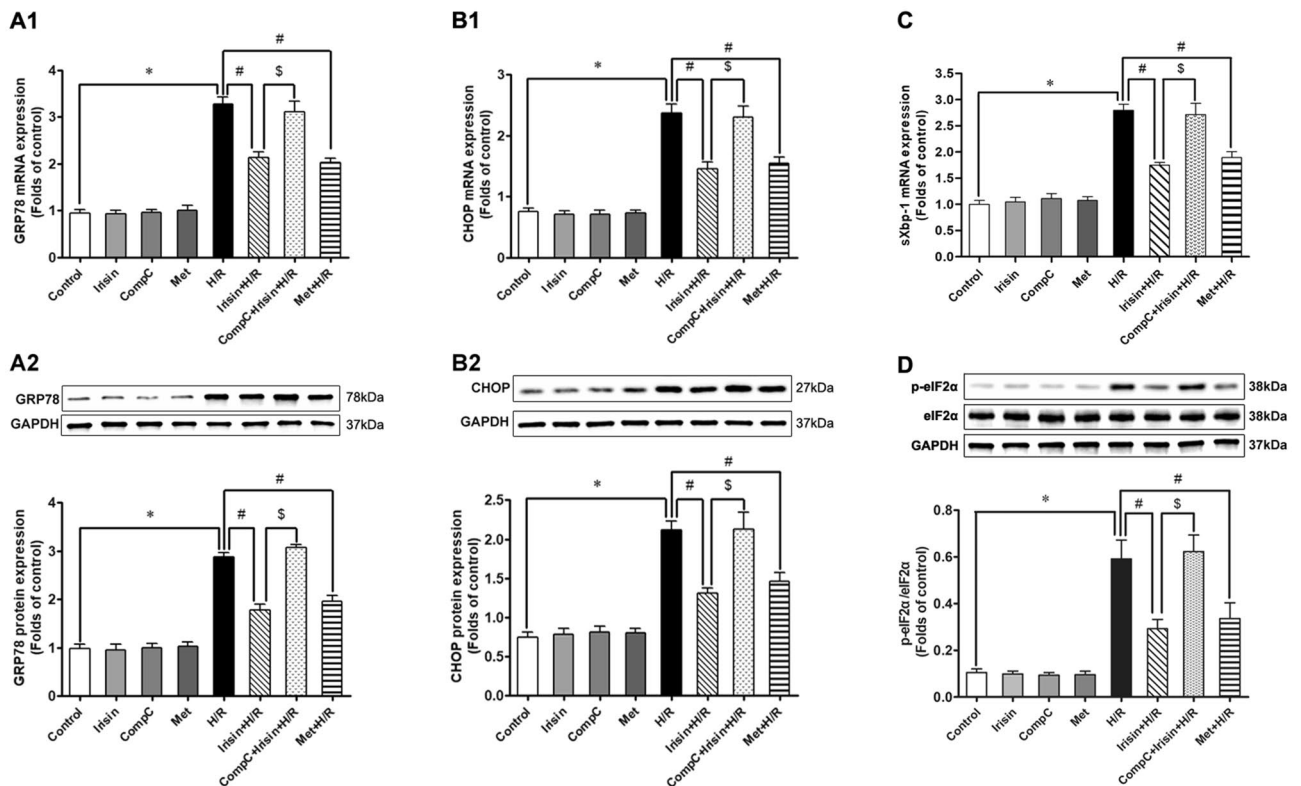 A1
GRP78 mRNA expression
(Folds of control)
4
3
2
1
0
*
#
$
#
Control
Irisin
CompC
Met
H/R
Irisin+H/R
CompC+Irisin+H/R
Met+H/R
B1
CHOP mRNA expression
(Folds of control)
3
2
1
0
*
#
$
#
Control
Irisin
CompC
Met
H/R
Irisin+H/R
CompC+Irisin+H/R
Met+H/R
C
sXbp-1 mRNA expression
(Folds of control)
3.5
3.0
2.5
2.0
1.5
1.0
0.5
0.0
*
#
$
#
Control
Irisin
CompC
Met
H/R
Irisin+H/R
CompC+Irisin+H/R
Met+H/R
A2
GRP78 78kDa
GAPDH 37kDa
GRP78 protein expression
(Folds of control)
4
3
2
1
0
*
#
$
#
Control
Irisin
CompC
Met
H/R
Irisin+H/R
CompC+Irisin+H/R
Met+H/R
B2
CHOP 27kDa
GAPDH 37kDa
CHOP protein expression
(Folds of control)
2.5
2.0
1.5
1.0
0.5
0.0
*
#
$
#
Control
Irisin
CompC
Met
H/R
Irisin+H/R
CompC+Irisin+H/R
Met+H/R
D
p-eIF2α 38kDa
eIF2α 38kDa
GAPDH 37kDa
p-eIF2α/eIF2α
(Folds of control)
0.8
0.6
0.4
0.2
0.0
*
#
$
#
Control
Irisin
CompC
Met
H/R
Irisin+H/R
CompC+Irisin+H/R
Met+H/R